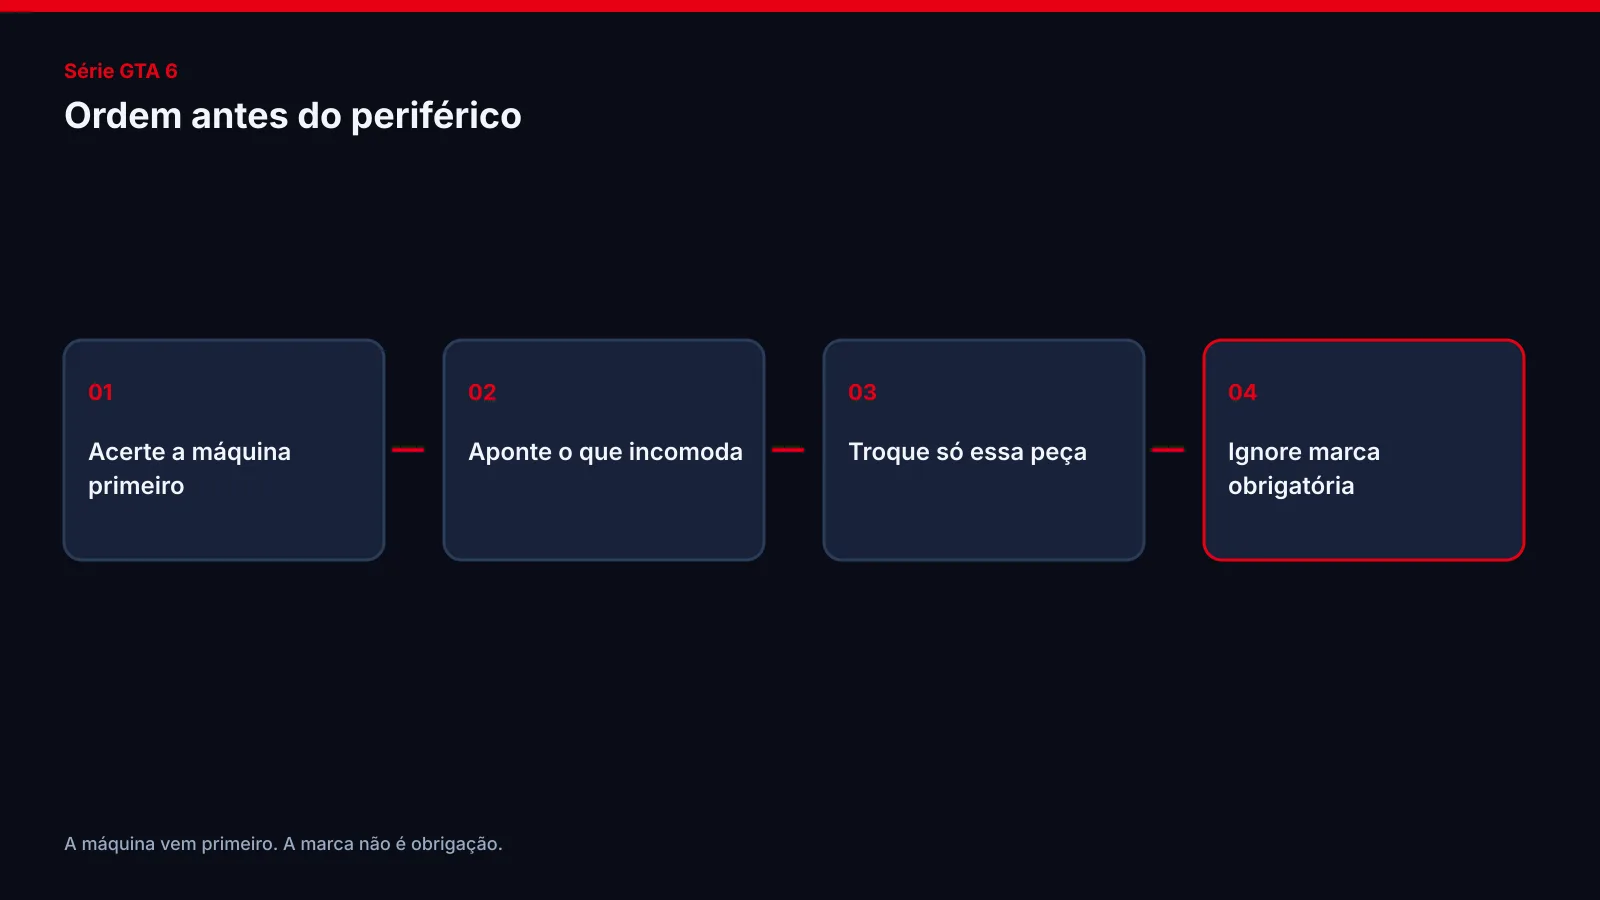 Série GTA 6
Ordem antes do periférico
01
Acerte a máquina
primeiro
02
Aponte o que incomoda
03
Troque só essa peça
04
Ignore marca
obrigatória
A máquina vem primeiro. A marca não é obrigação.